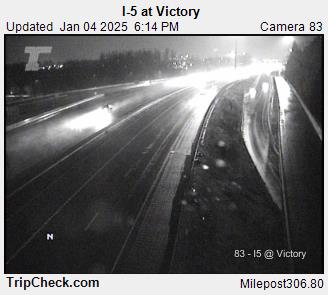 I-5 at Victory
Updated Jan 04 2025 6:14 PM Camera 83
T
N
83 - I5 @ Victory
TripCheck.com Milepost306.80